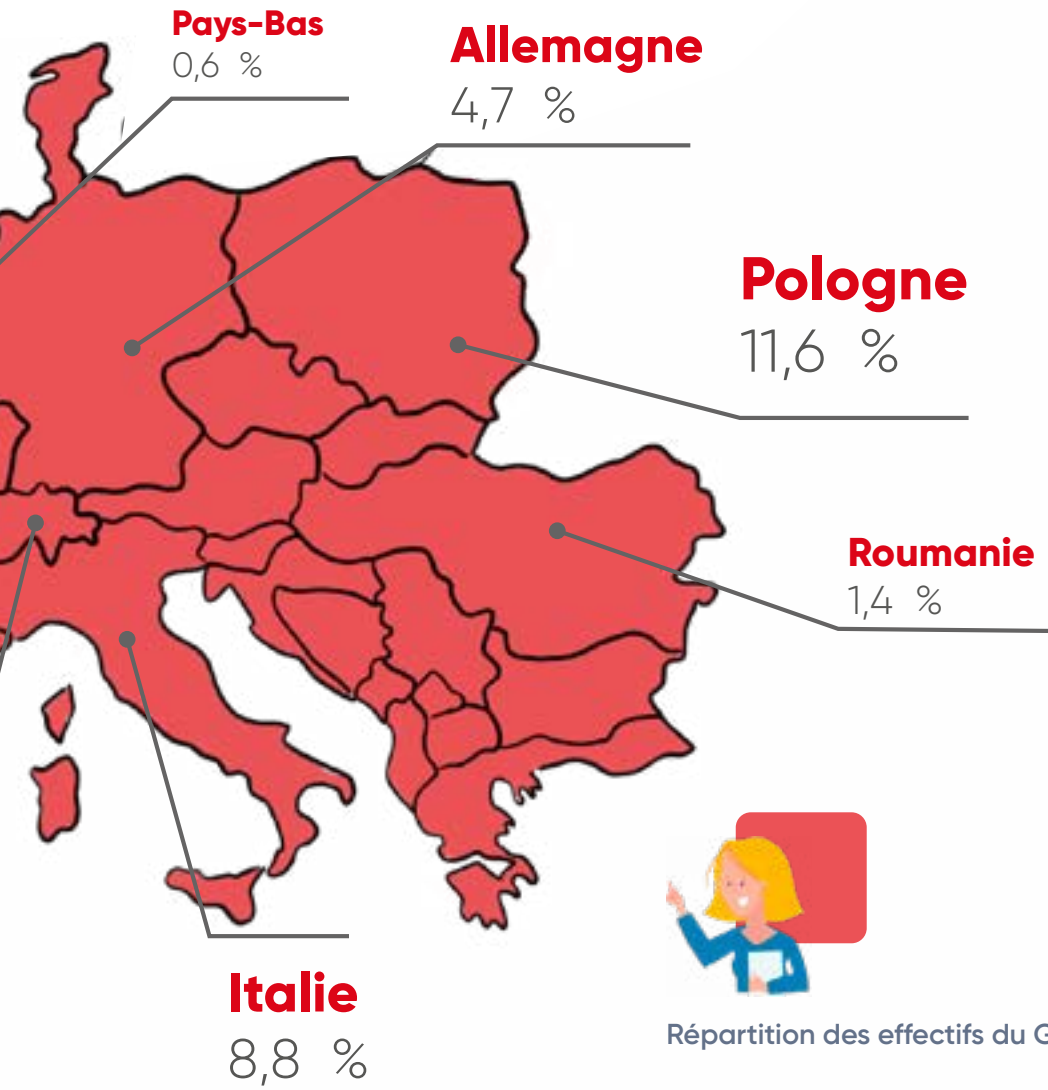 Pays-Bas
0,6 %
Allemagne
4,7 %
Pologne
11,6 %
Roumanie
1,4 %
Italie
8,8 %
Répartition des effectifs du G